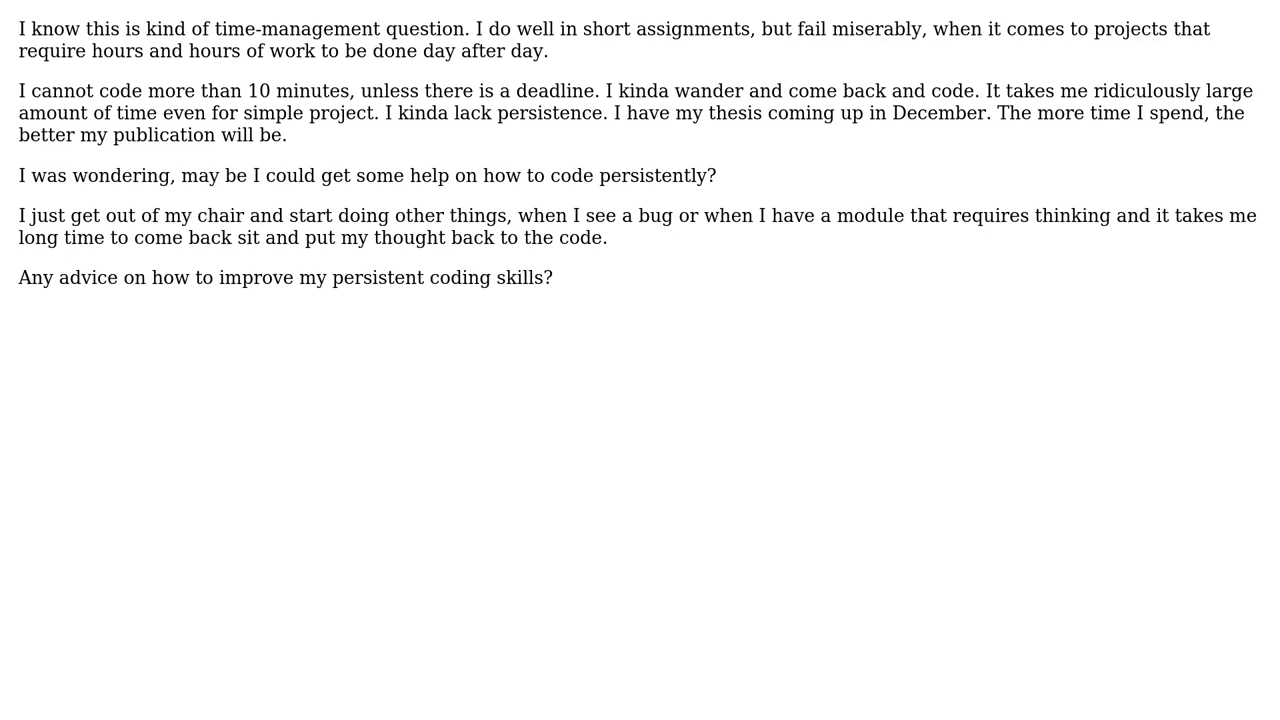 I know this is kind of time-management question. I do well in short assignments, but fail miserably, when it comes to projects that
require hours and hours of work to be done day after day.
I cannot code more than 10 minutes, unless there is a deadline. I kinda wander and come back and code. It takes me ridiculously large
amount of time even for simple project. I kinda lack persistence. I have my thesis coming up in December. The more time I spend, the
better my publication will be.
I was wondering, may be I could get some help on how to code persistently?
I just get out of my chair and start doing other things, when I see a bug or when I have a module that requires thinking and it takes me
long time to come back sit and put my thought back to the code.
Any advice on how to improve my persistent coding skills?